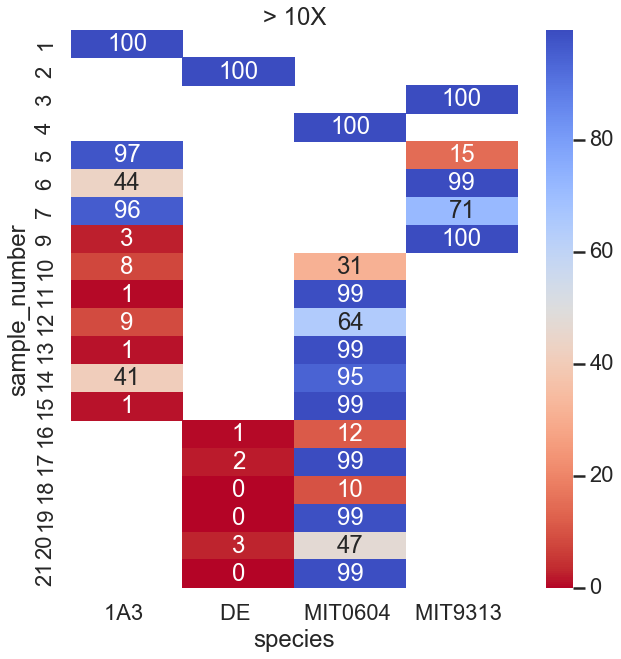 > 10X
1 100
2 100
3 100
4 100
5 97 15
6 44 99
7 96 71
9 3 100
10 8 31
11 1 99
12 9 64
13 1 99
14 41 95
15 1 99
16 1 12
17 2 99
18 0 10
19 0 99
20 3 47
21 0 99
sample_number
1A3 DE MIT0604 MIT9313
species
80
60
40
20
0